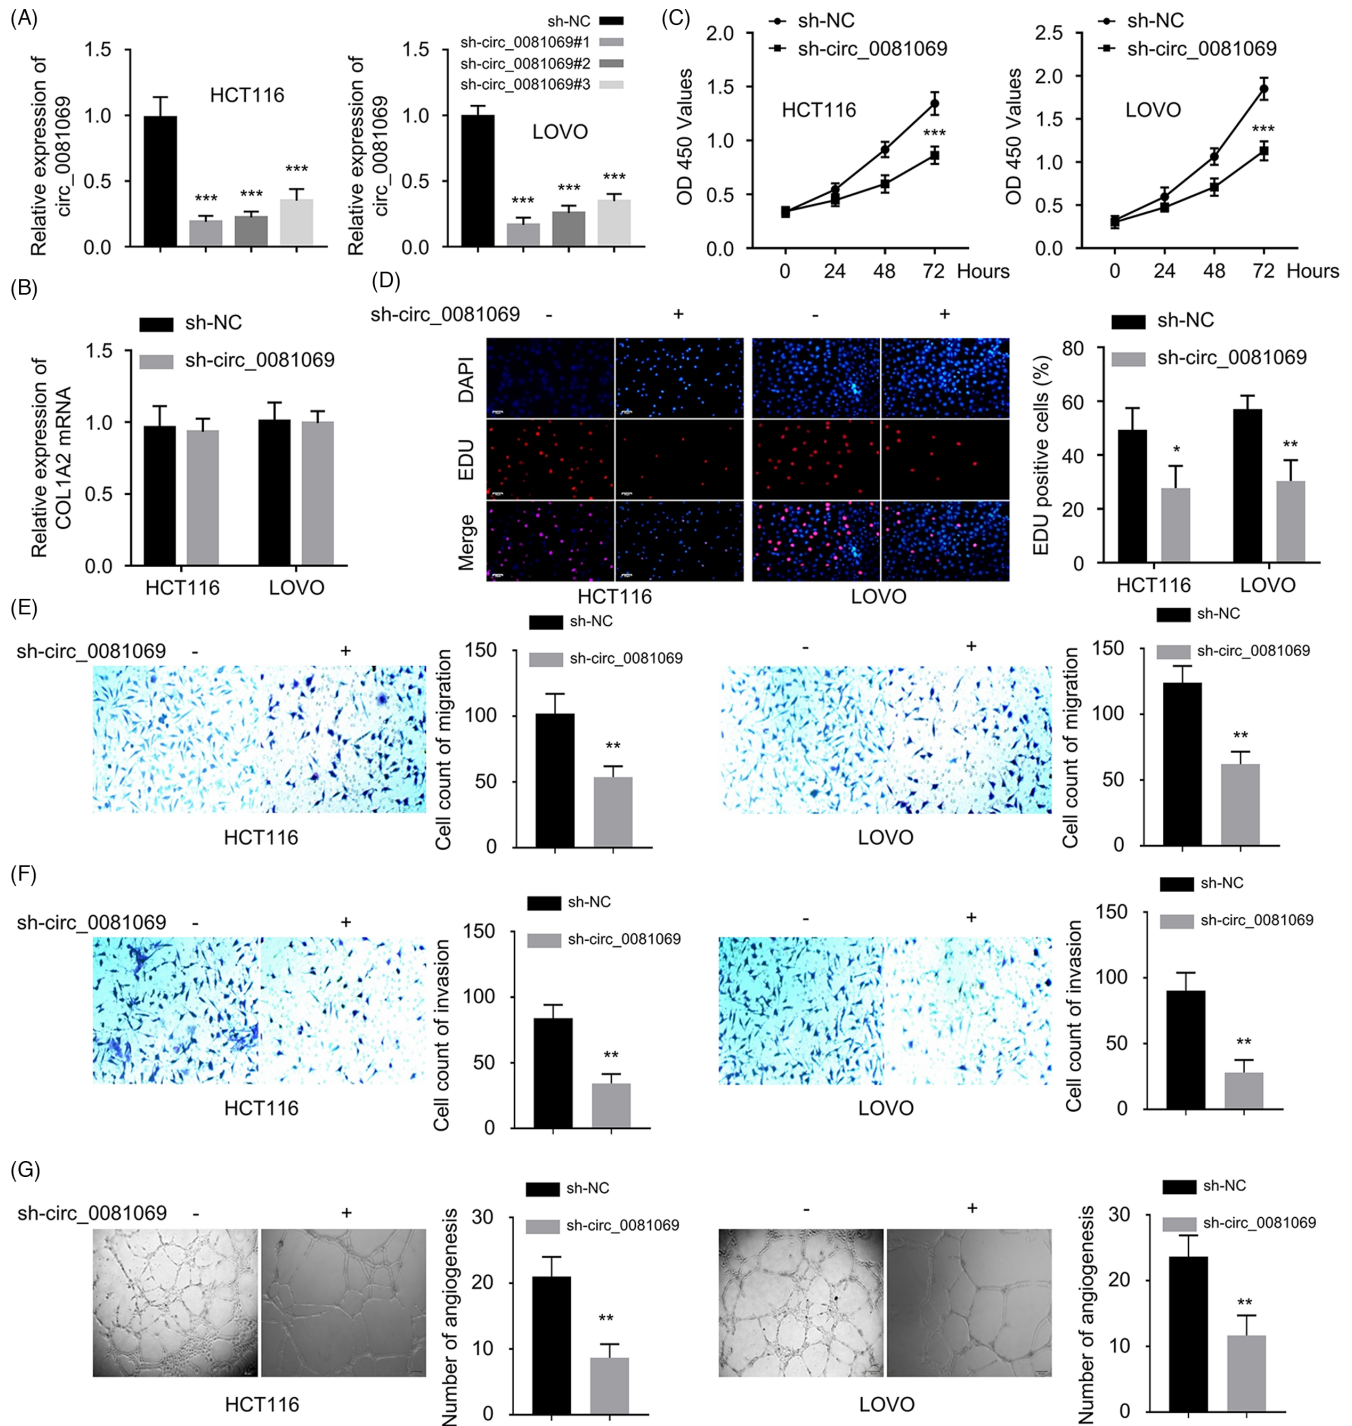 (A)
sh-NC
sh-circ_0081069#1
sh-circ_0081069#2
sh-circ_0081069#3
Relative expression of
circ_0081069
1.5
1.0
0.5
0.0
HCT116
***
***
***
Relative expression of
circ_0081069
1.5
1.0
0.5
0.0
LOVO
***
***
***
(C)
sh-NC
sh-circ_0081069
OD 450 Values
2.0
1.5
1.0
0.5
0.0
HCT116
***
0 24 48 72 Hours
sh-NC
sh-circ_0081069
OD 450 Values
2.5
2.0
1.5
1.0
0.5
0.0
LOVO
***
0 24 48 72 Hours
(B)
sh-NC
sh-circ_0081069
Relative expression of
COL1A2 mRNA
1.5
1.0
0.5
0.0
HCT116 LOVO
(D)
sh-circ_0081069 - + - +
DAPI
EDU
Merge
HCT116 LOVO
sh-NC
sh-circ_0081069
EDU positive cells (%)
80
60
40
20
0
*
**
HCT116 LOVO
(E)
sh-circ_0081069 - +
HCT116
sh-NC
sh-circ_0081069
Cell count of migration
150
100
50
0
**
- +
LOVO
sh-NC
sh-circ_0081069
Cell count of migration
150
100
50
0
**
(F)
sh-circ_0081069 - +
HCT116
sh-NC
sh-circ_0081069
Cell count of invasion
150
100
50
0
**
- +
LOVO
sh-NC
sh-circ_0081069
Cell count of invasion
150
100
50
0
**
(G)
sh-circ_0081069 - +
HCT116
sh-NC
sh-circ_0081069
Number of angiogenesis
30
20
10
0
**
- +
LOVO
sh-NC
sh-circ_0081069
Number of angiogenesis
30
20
10
0
**